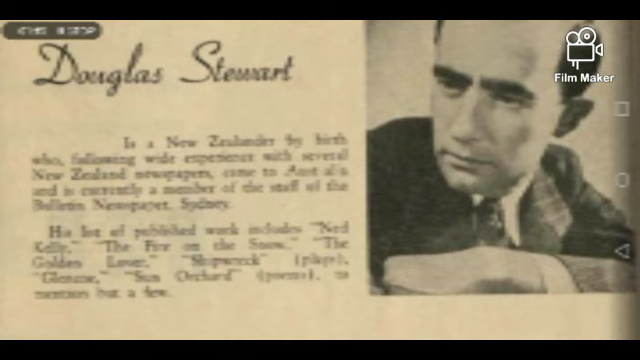 Douglas Stewart
Film Maker
Is a New Zealander by birth
who, following wide experience with several
New Zealand newspapers, came to Australia
and is currently a member of the staff of the
Bulletin Newspaper, Sydney.
His list of published work includes "Ned
Kelly," "The Fire on the Snow," "The
Golden Lover," "Shipwreck" (plays),
"Glencoe," "Sun Orchard" (poems), to
mention but a few.